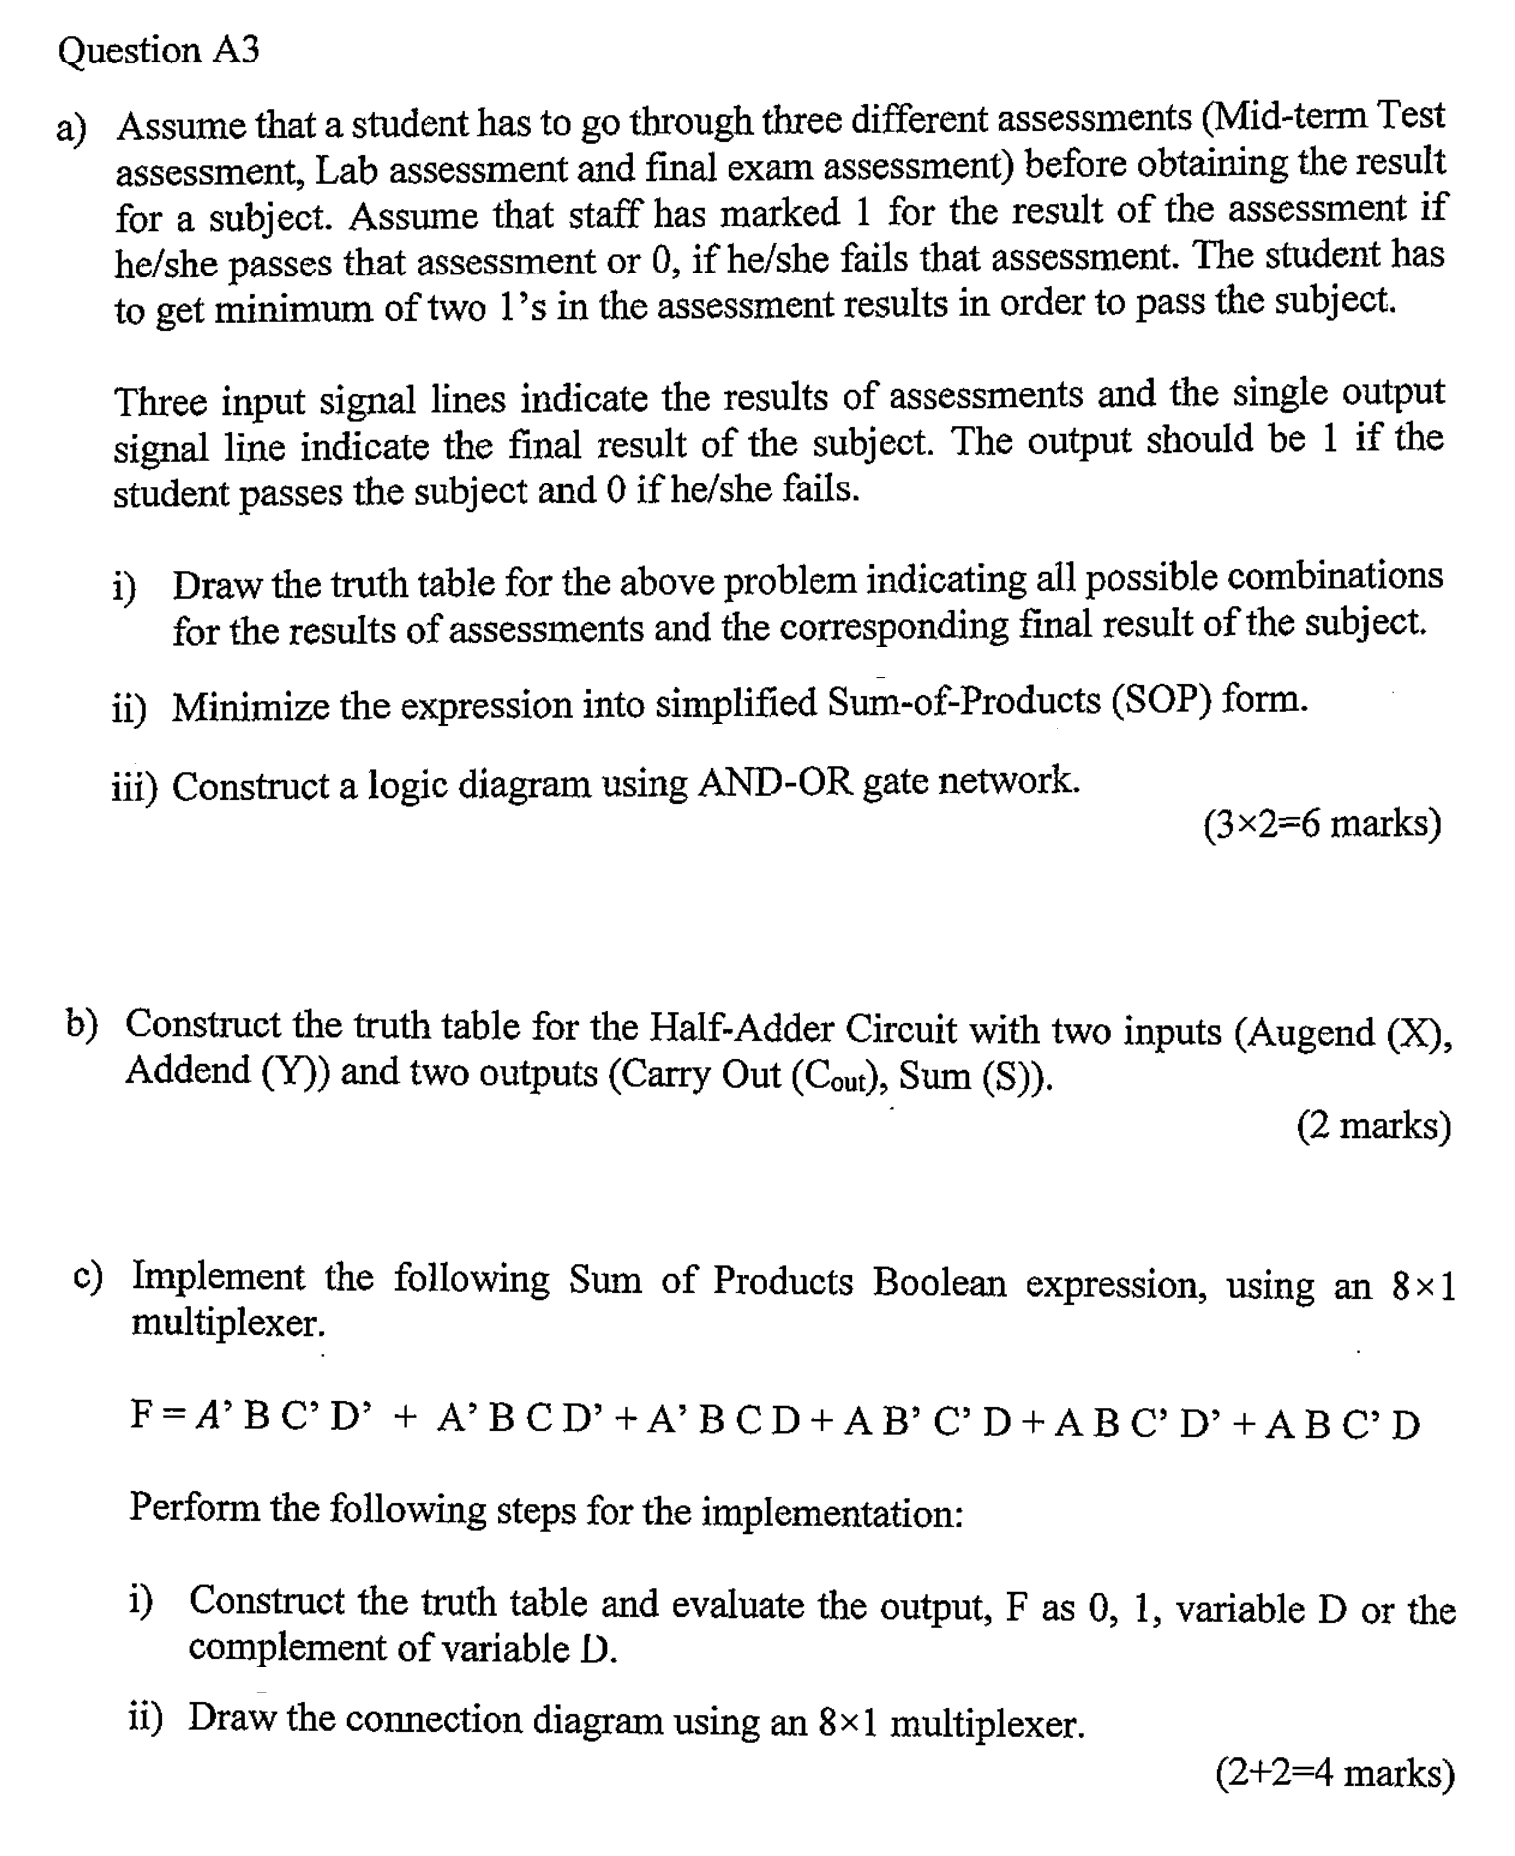 Question A3
a) Assume that a student has to go through three different assessments (Mid-term Test
assessment, Lab assessment and final exam assessment) before obtaining the result
for a subject. Assume that staff has marked 1 for the result of the assessment if
he/she passes that assessment or 0, if he/she fails that assessment. The student has
to get minimum of two 1's in the assessment results in order to pass the subject.
Three input signal lines indicate the results of assessments and the single output
signal line indicate the final result of the subject. The output should be 1 if the
student passes the subject and 0 if he/she fails.
i) Draw the truth table for the above problem indicating all possible combinations
for the results of assessments and the corresponding final result of the subject.
ii) Minimize the expression into simplified Sum-of-Products (SOP) form.
iii) Construct a logic diagram using AND-OR gate network.
(3×2=6 marks)
b) Construct the truth table for the Half-Adder Circuit with two inputs (Augend (X),
Addend (Y)) and two outputs (Carry Out (Cout), Sum (S)).
(2 marks)
c) Implement the following Sum of Products Boolean expression, using an 8×1
multiplexer.
F = A' B C' D' + A' B C D' + A' B C D + A B' C' D + A B C' D' + A B C' D
Perform the following steps for the implementation:
i) Construct the truth table and evaluate the output, F as 0, 1, variable D or the
complement of variable D.
ii) Draw the connection diagram using an 8×1 multiplexer.
(2+2=4 marks)